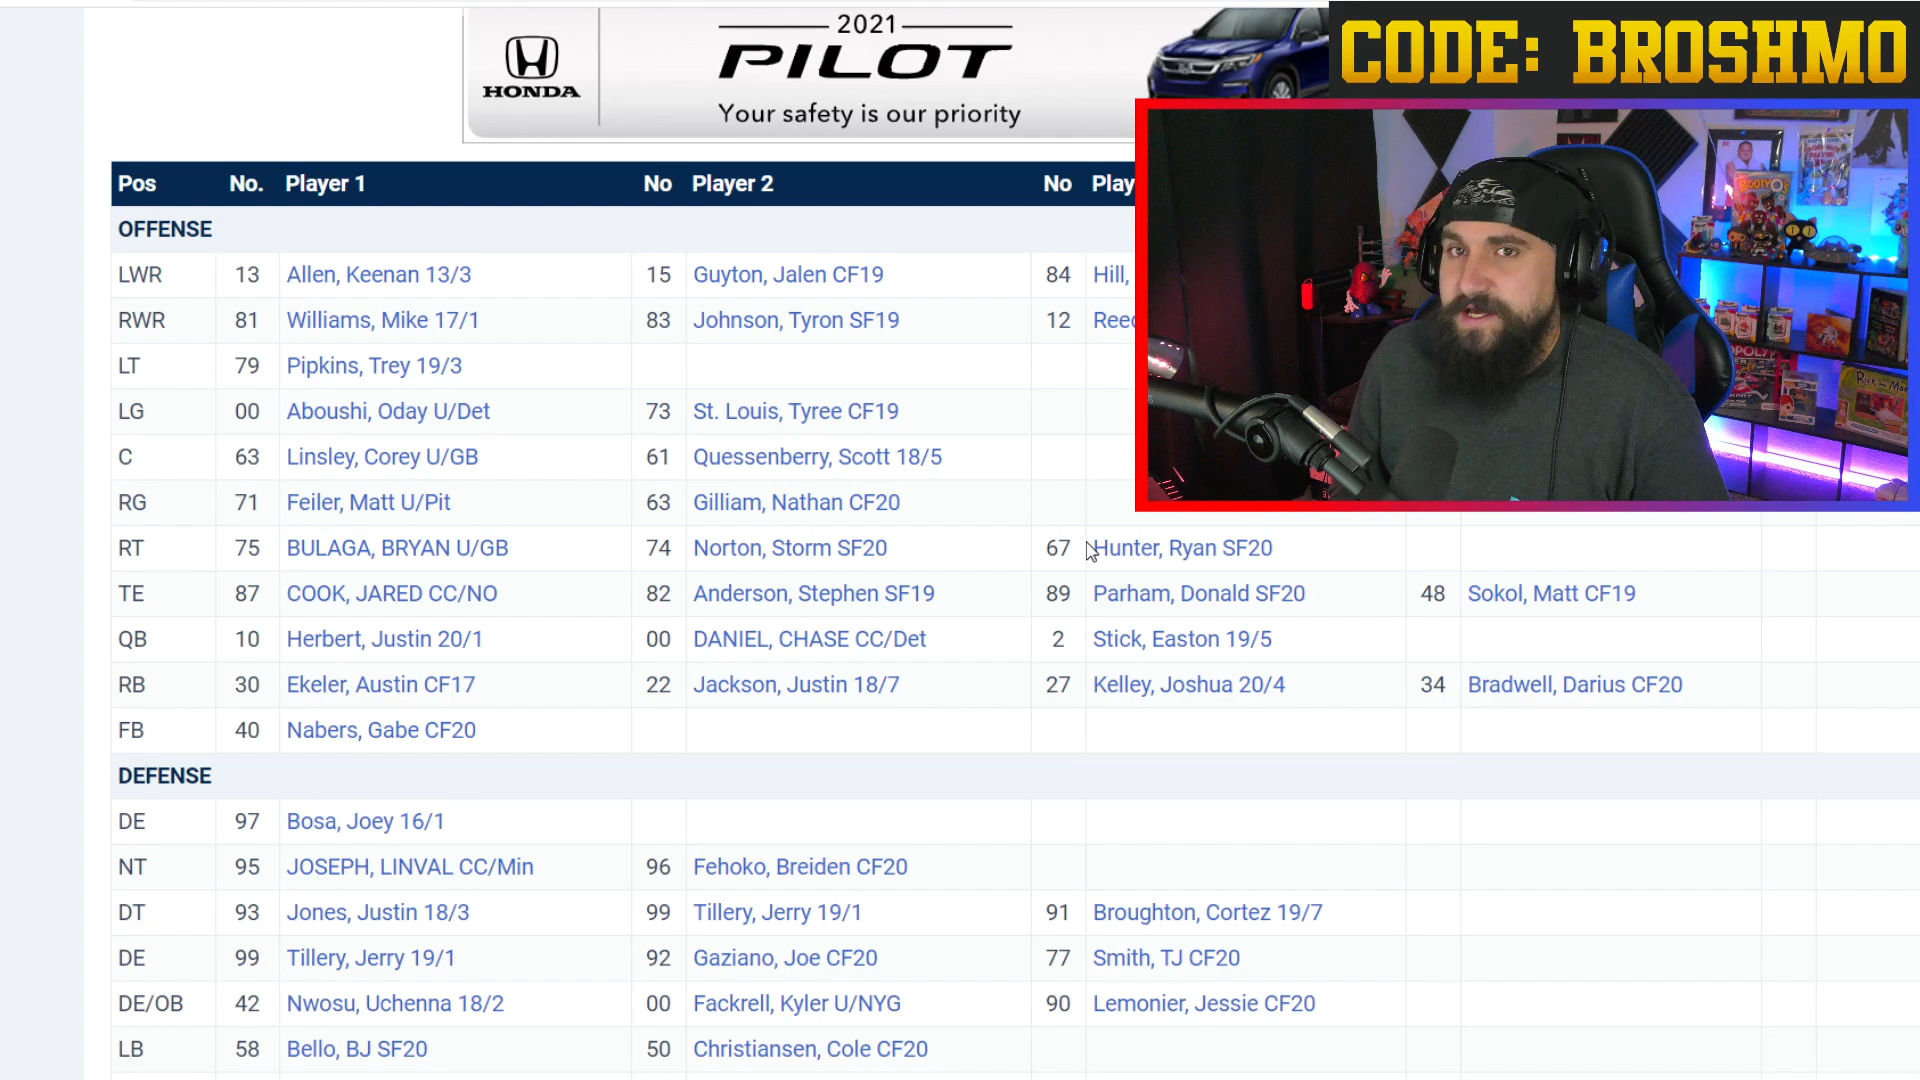 2021
PILOT
HONDA
Your safety is our priority
CODE: BROSHMO
Pos No. Player 1 No Player 2 No Play
OFFENSE
LWR 13 Allen, Keenan 13/3 15 Guyton, Jalen CF19 84 Hill,
RWR 81 Williams, Mike 17/1 83 Johnson, Tyron SF19 12 Reed
LT 79 Pipkins, Trey 19/3
LG 00 Aboushi, Oday U/Det 73 St. Louis, Tyree CF19
C 63 Linsley, Corey U/GB 61 Quessenberry, Scott 18/5
RG 71 Feiler, Matt U/Pit 63 Gilliam, Nathan CF20
RT 75 BULAGA, BRYAN U/GB 74 Norton, Storm SF20 67 Hunter, Ryan SF20
TE 87 COOK, JARED CC/NO 82 Anderson, Stephen SF19 89 Parham, Donald SF20 48 Sokol, Matt CF19
QB 10 Herbert, Justin 20/1 00 DANIEL, CHASE CC/Det 2 Stick, Easton 19/5
RB 30 Ekeler, Austin CF17 22 Jackson, Justin 18/7 27 Kelley, Joshua 20/4 34 Bradwell, Darius CF20
FB 40 Nabers, Gabe CF20
DEFENSE
DE 97 Bosa, Joey 16/1
NT 95 JOSEPH, LINVAL CC/Min 96 Fehoko, Breiden CF20
DT 93 Jones, Justin 18/3 99 Tillery, Jerry 19/1 91 Broughton, Cortez 19/7
DE 99 Tillery, Jerry 19/1 92 Gaziano, Joe CF20 77 Smith, TJ CF20
DE/OB 42 Nwosu, Uchenna 18/2 00 Fackrell, Kyler U/NYG 90 Lemonier, Jessie CF20
LB 58 Bello, BJ SF20 50 Christiansen, Cole CF20